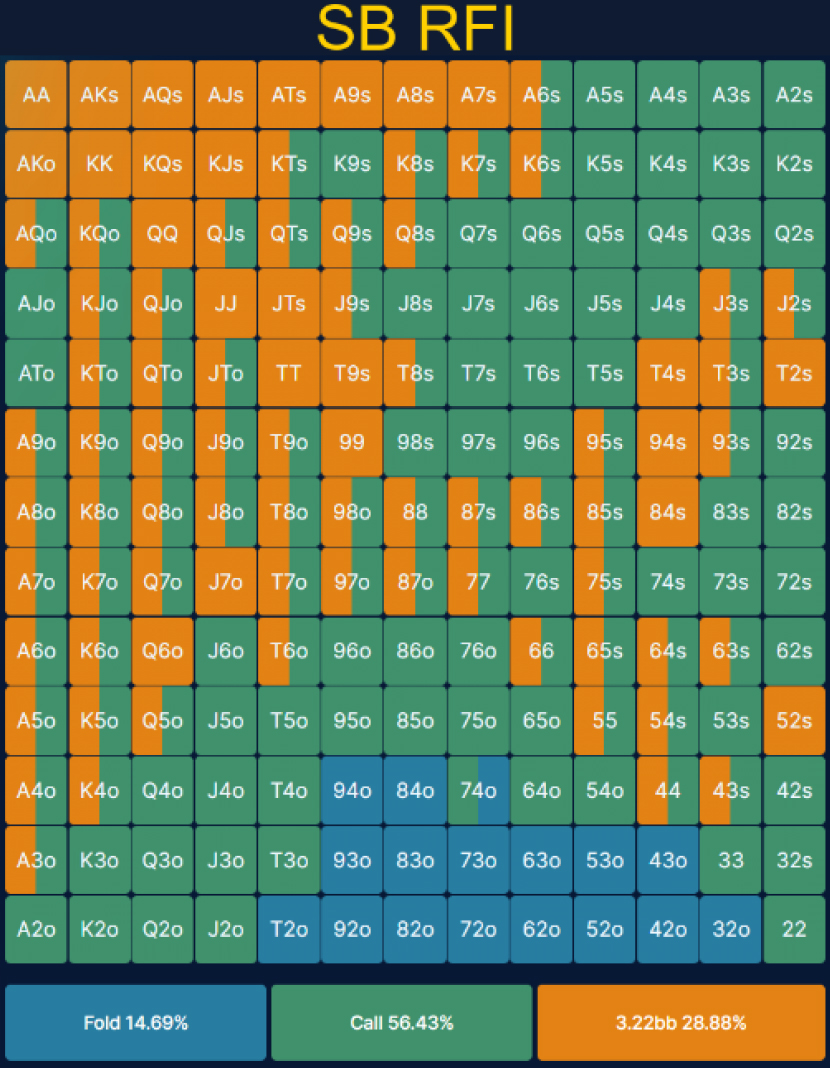 SB RFI
AA AKs AQs AJs ATs A9s A8s A7s A6s A5s A4s A3s A2s
AKo KK KQs KJs KTs K9s K8s K7s K6s K5s K4s K3s K2s
AQo KQo QQ QJs QTs Q9s Q8s Q7s Q6s Q5s Q4s Q3s Q2s
AJo KJo QJo JJ JTs J9s J8s J7s J6s J5s J4s J3s J2s
ATo KTo QTo JTo TT T9s T8s T7s T6s T5s T4s T3s T2s
A9o K9o Q9o J9o T9o 99 98s 97s 96s 95s 94s 93s 92s
A8o K8o Q8o J8o T8o 98o 88 87s 86s 85s 84s 83s 82s
A7o K7o Q7o J7o T7o 97o 87o 77 76s 75s 74s 73s 72s
A6o K6o Q6o J6o T6o 96o 86o 76o 66 65s 64s 63s 62s
A5o K5o Q5o J5o T5o 95o 85o 75o 65o 55 54s 53s 52s
A4o K4o Q4o J4o T4o 94o 84o 74o 64o 54o 44 43s 42s
A3o K3o Q3o J3o T3o 93o 83o 73o 63o 53o 43o 33 32s
A2o K2o Q2o J2o T2o 92o 82o 72o 62o 52o 42o 32o 22
Fold 14.69% Call 56.43% 3.22bb 28.88%